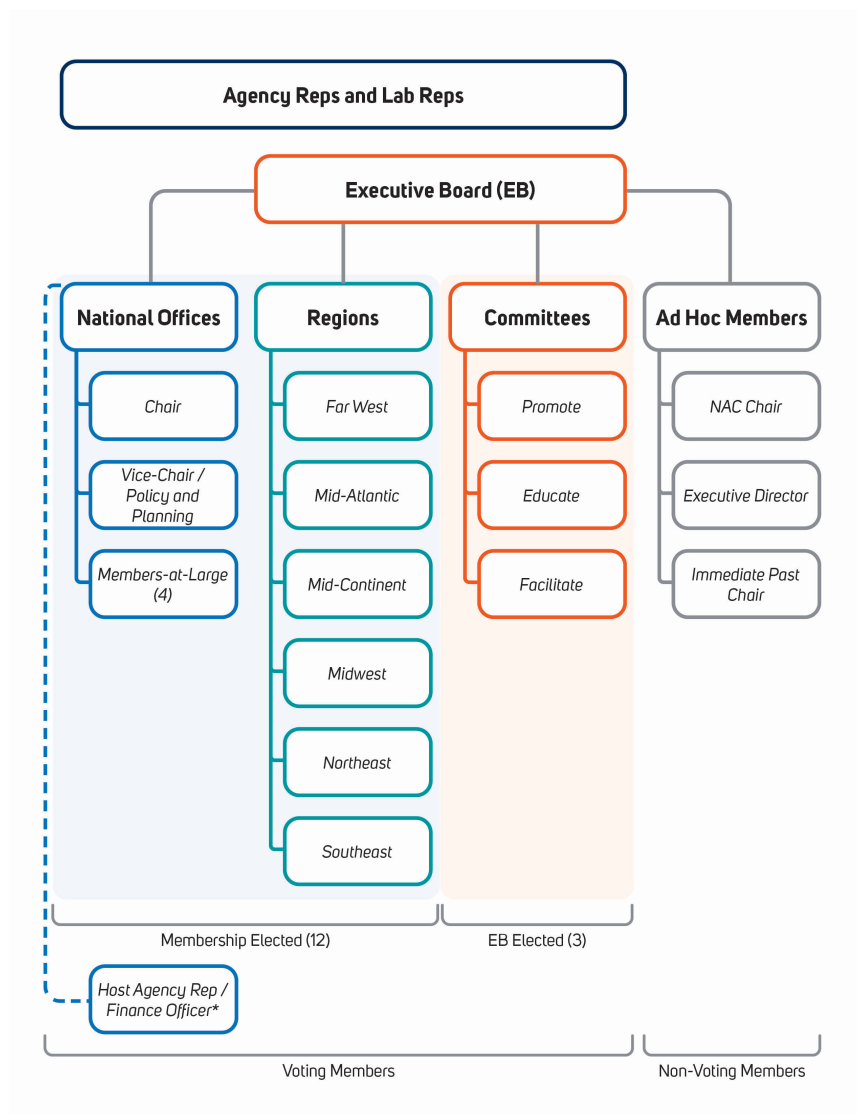 Agency Reps and Lab Reps
Executive Board (EB)
National Offices
Chair
Vice-Chair /
Policy and
Planning
Members-at-Large
(4)
Regions
Far West
Mid-Atlantic
Mid-Continent
Midwest
Northeast
Southeast
Committees
Promote
Educate
Facilitate
Ad Hoc Members
NAC Chair
Executive Director
Immediate Past
Chair
Membership Elected (12)
EB Elected (3)
Host Agency Rep /
Finance Officer*
Voting Members
Non-Voting Members